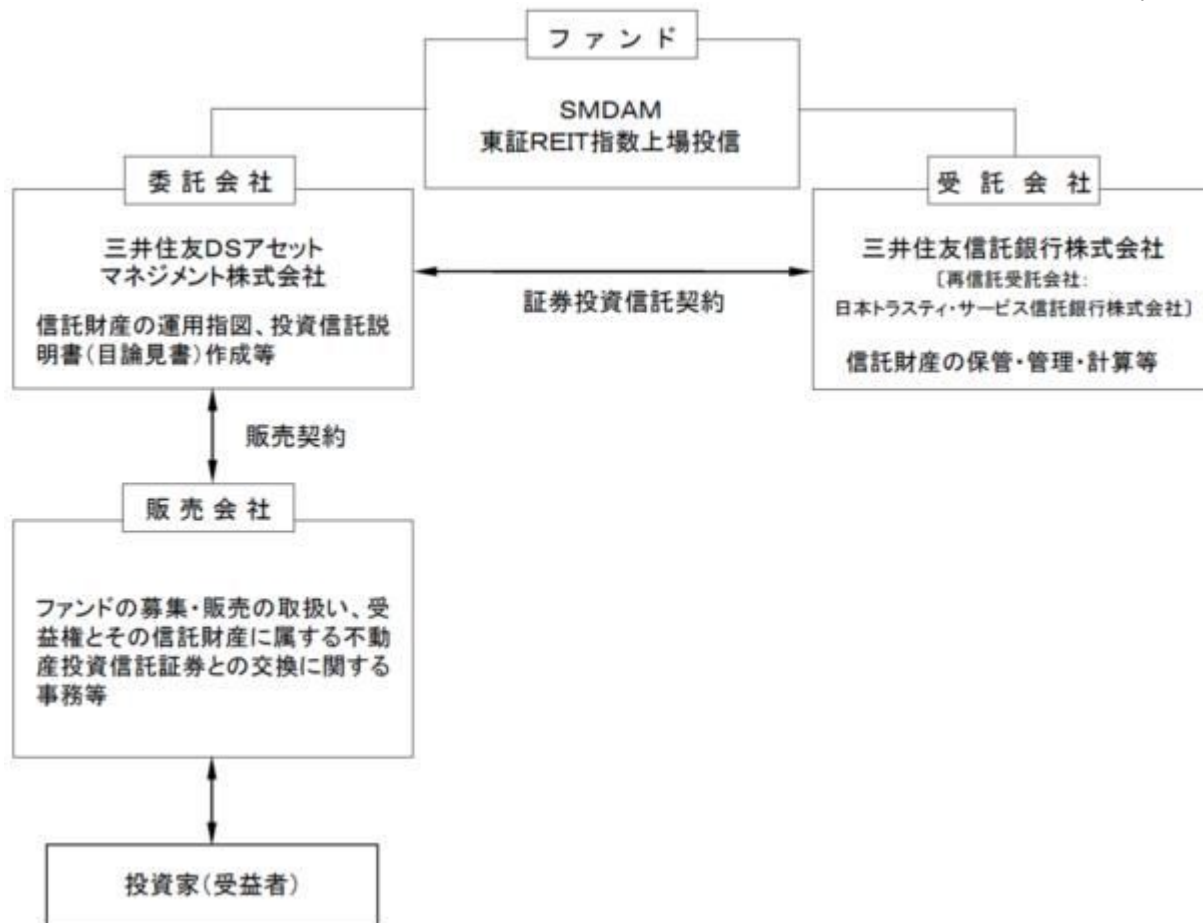 ファンド
SMDAM
東証REIT指数上場投信
委託会社
三井住友DSアセット
マネジメント株式会社
信託財産の運用指図、投資信託説
明書(目論見書)作成等
証券投資信託契約
受託会社
三井住友信託銀行株式会社
〔再信託受託会社:
日本トラスティ・サービス信託銀行株式会社〕
信託財産の保管・管理・計算等
販売契約
販売会社
ファンドの募集・販売の取扱い、受
益権とその信託財産に属する不動
産投資信託証券との交換に関する
事務等
投資家(受益者)